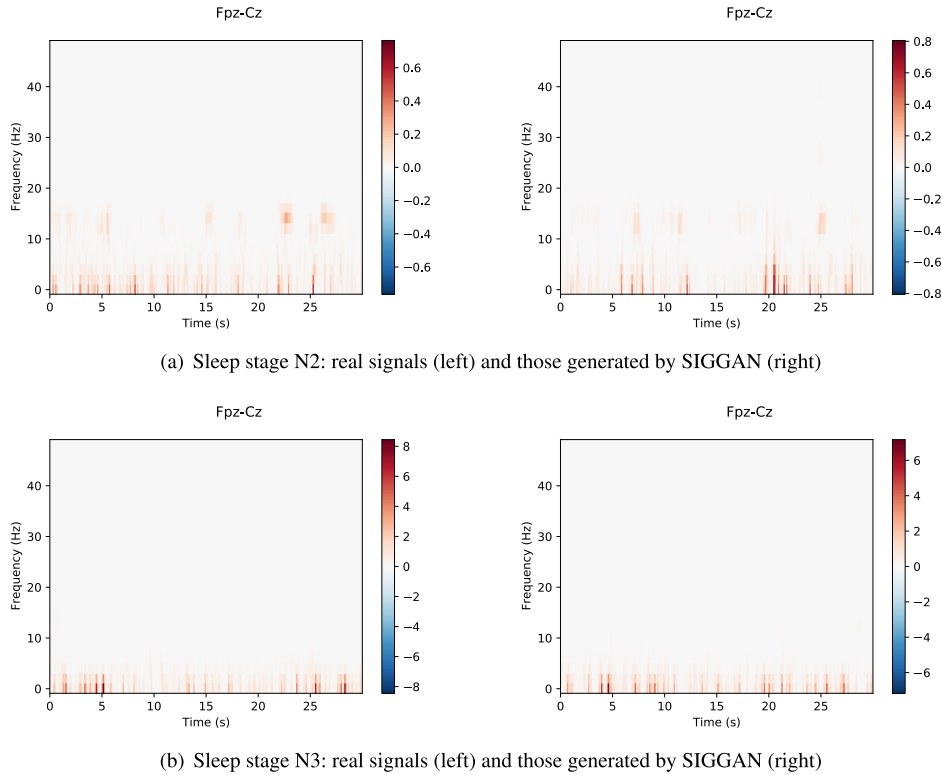 Fpz-Cz
Fpz-Cz
40
30
20
10
0
Frequency (Hz)
0 5 10 15 20 25
Time (s)
0.6
0.4
0.2
0.0
−0.2
−0.4
−0.6
40
30
20
10
0
Frequency (Hz)
0 5 10 15 20 25
Time (s)
0.8
0.6
0.4
0.2
0.0
−0.2
−0.4
−0.6
−0.8
(a) Sleep stage N2: real signals (left) and those generated by SIGGAN (right)
Fpz-Cz
Fpz-Cz
40
30
20
10
0
Frequency (Hz)
0 5 10 15 20 25
Time (s)
8
6
4
2
0
−2
−4
−6
−8
40
30
20
10
0
Frequency (Hz)
0 5 10 15 20 25
Time (s)
6
4
2
0
−2
−4
−6
(b) Sleep stage N3: real signals (left) and those generated by SIGGAN (right)